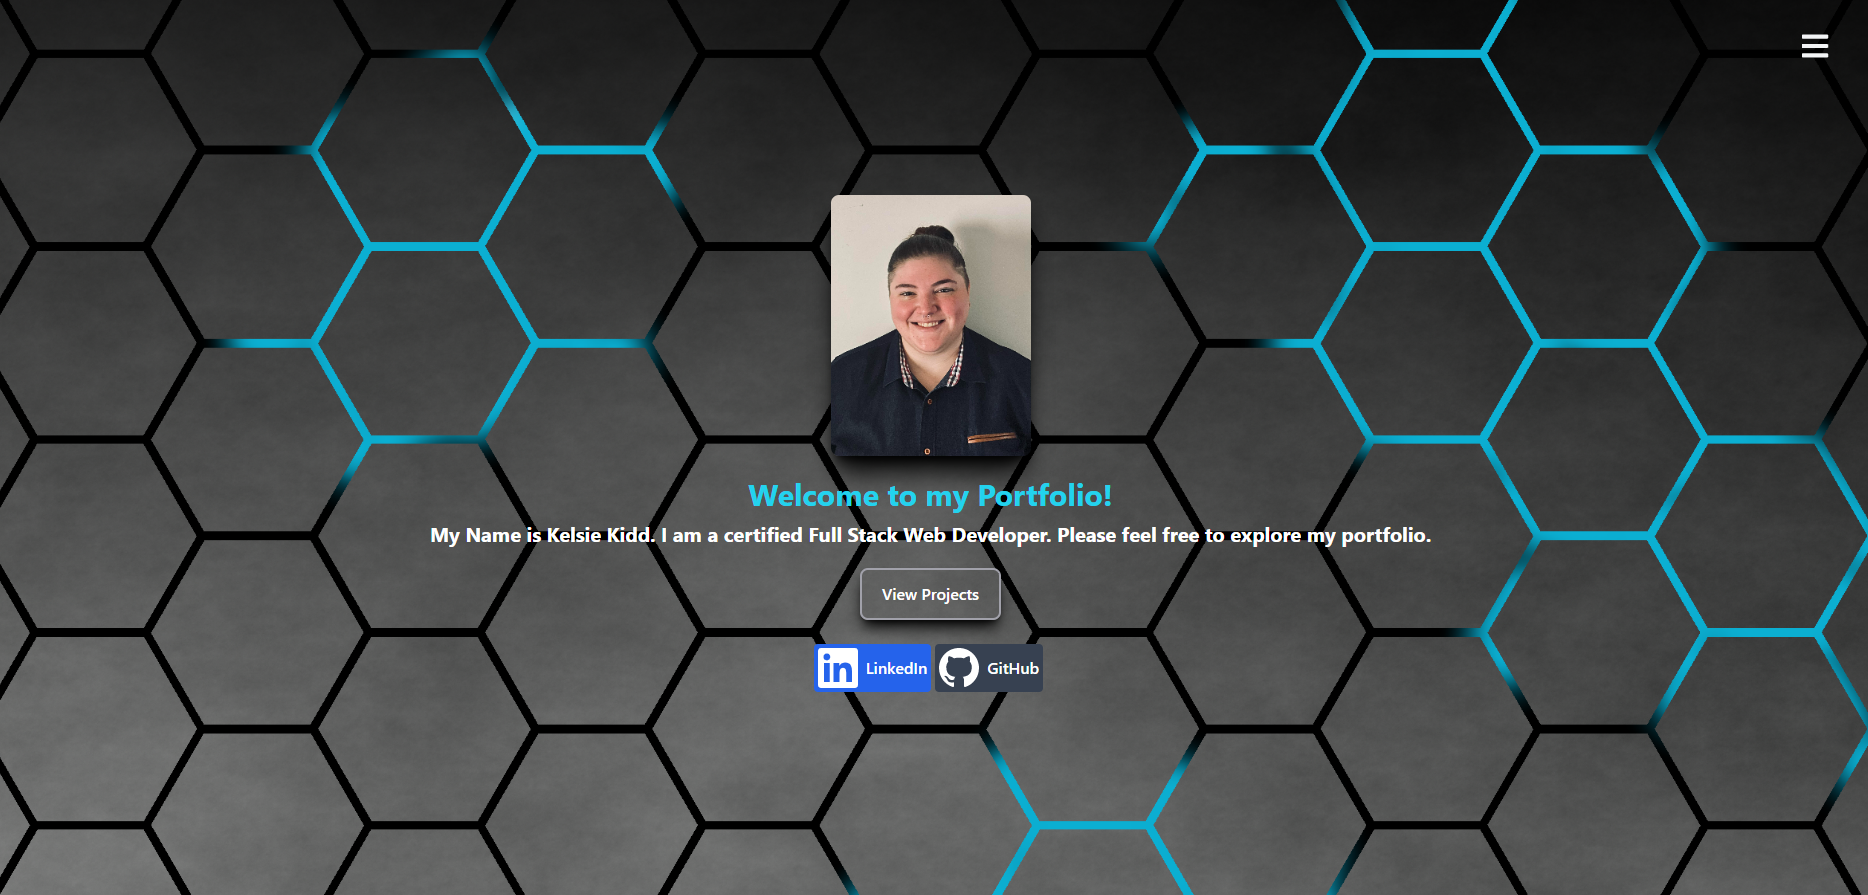 Welcome to my Portfolio!
My Name is Kelsie Kidd. I am a certified Full Stack Web Developer. Please feel free to explore my portfolio.
View Projects
in LinkedIn GitHub